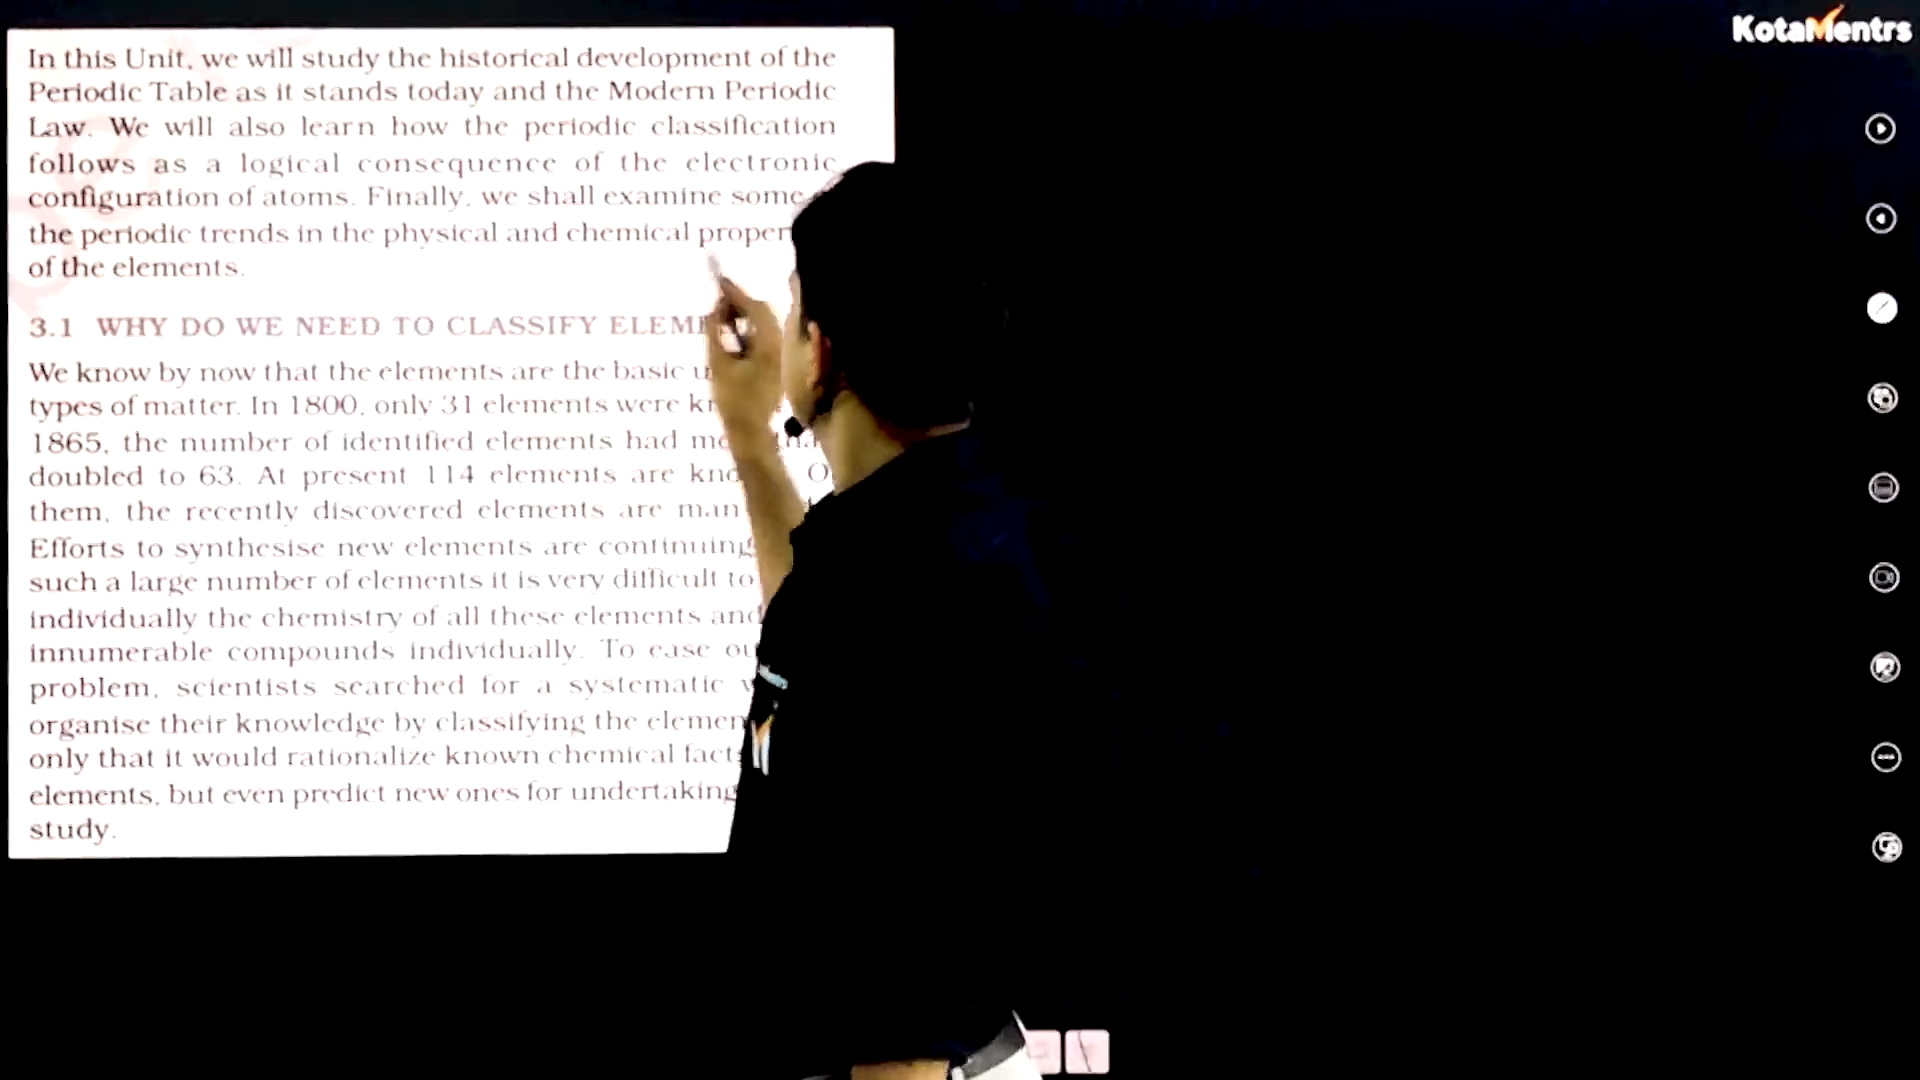 KotaMentrs
In this Unit, we will study the historical development of the
Periodic Table as it stands today and the Modern Periodic
Law. We will also learn how the periodic classification
follows as a logical consequence of the electronic
configuration of atoms. Finally, we shall examine some
the periodic trends in the physical and chemical proper
of the elements.
3.1 WHY DO WE NEED TO CLASSIFY ELEME
We know by now that the elements are the basic u
types of matter. In 1800, only 31 elements were kn
1865, the number of identified elements had mo tha
doubled to 63. At present 114 elements are kno O
them, the recently discovered elements are man
Efforts to synthesise new elements are continuing
such a large number of elements it is very difficult to
individually the chemistry of all these elements and
innumerable compounds individually. To ease ou
problem, scientists searched for a systematic w
organise their knowledge by classifying the elemen
only that it would rationalize known chemical fact
elements, but even predict new ones for undertaking
study.